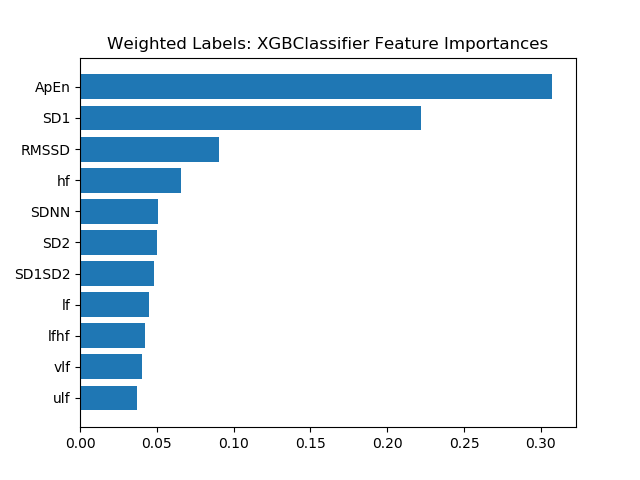 Weighted Labels: XGBClassifier Feature Importances
ApEn
SD1
RMSSD
hf
SDNN
SD2
SD1SD2
lf
lfhf
vlf
ulf
0.00 0.05 0.10 0.15 0.20 0.25 0.30